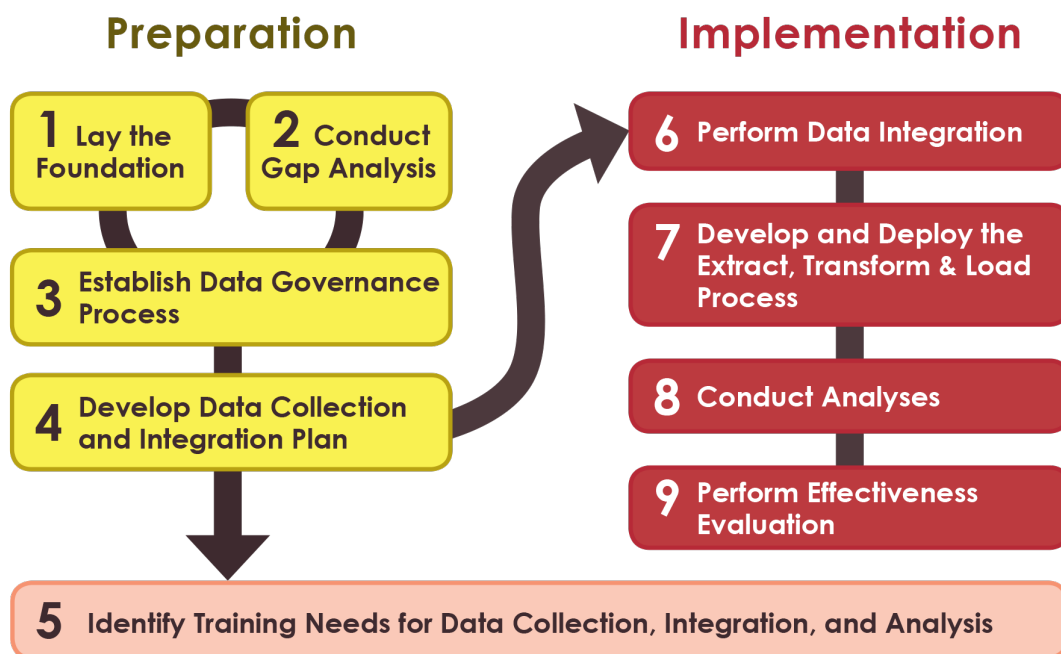 Preparation
1 Lay the
Foundation
2 Conduct
Gap Analysis
3 Establish Data Governance
Process
4 Develop Data Collection
and Integration Plan
Implementation
6 Perform Data Integration
7 Develop and Deploy the
Extract, Transform & Load
Process
8 Conduct Analyses
9 Perform Effectiveness
Evaluation
5 Identify Training Needs for Data Collection, Integration, and Analysis